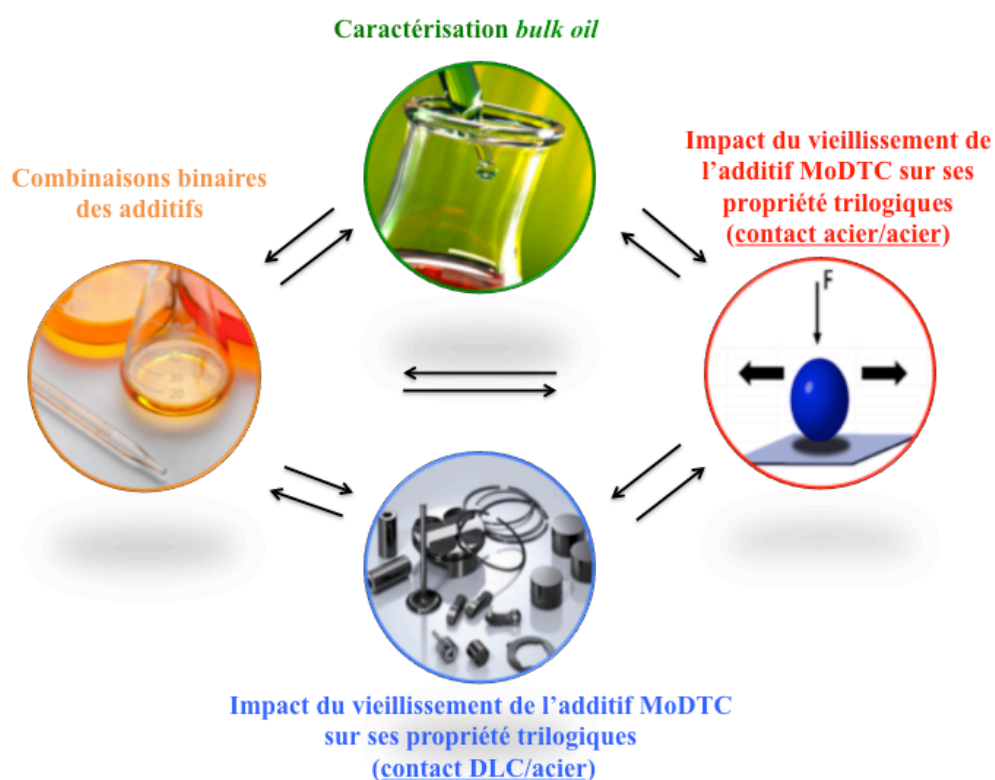 Caractérisation bulk oil
Impact du vieillissement de
l'additif MoDTC sur ses
propriété trilogiques
(contact acier/acier)
Combinaisons binaires
des additifs
F
Impact du vieillissement de l'additif MoDTC
sur ses propriété trilogiques
(contact DLC/acier)